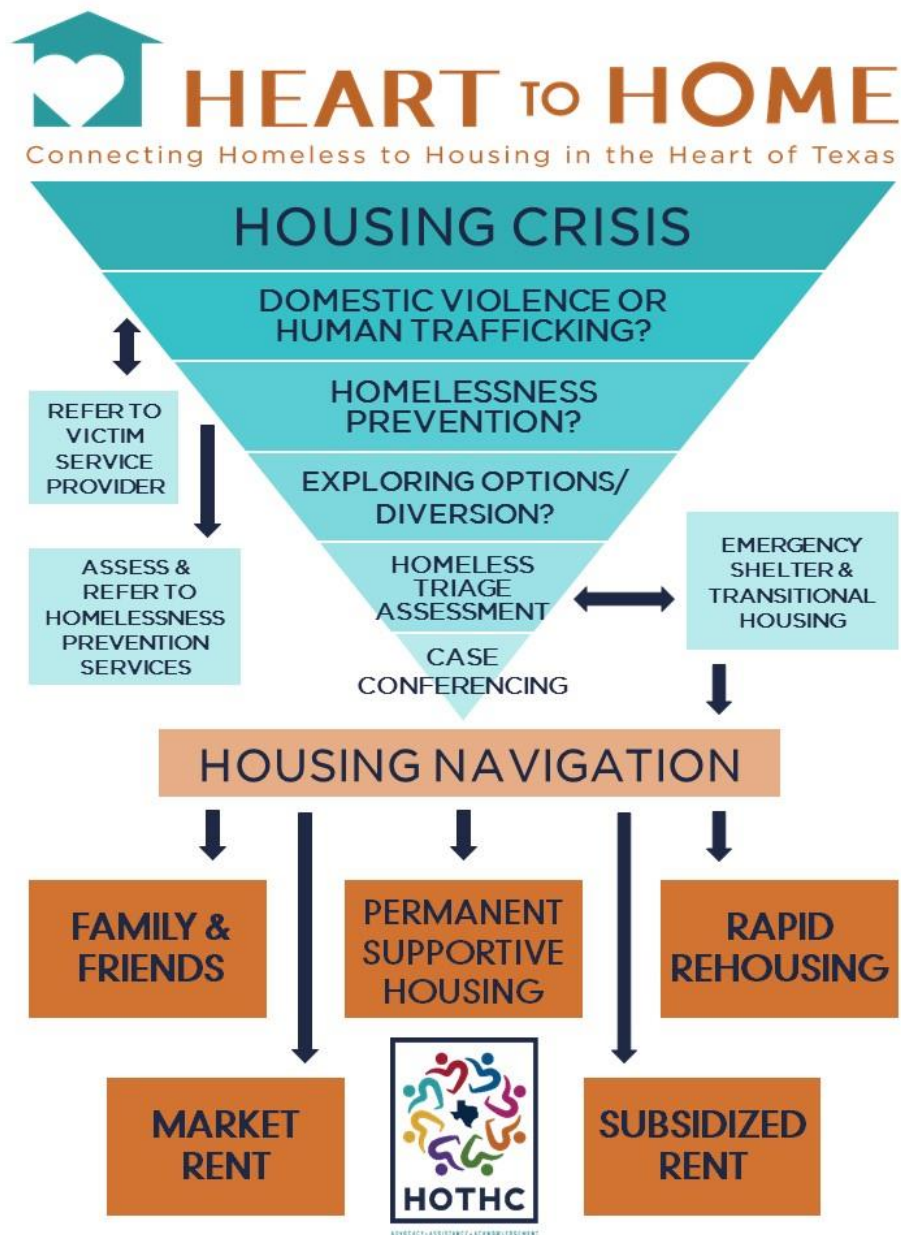 HEART TO HOME
Connecting Homeless to Housing in the Heart of Texas
HOUSING CRISIS
DOMESTIC VIOLENCE OR
HUMAN TRAFFICKING?
HOMELESSNESS
PREVENTION?
EXPLORING OPTIONS/
DIVERSION?
HOMELESS
TRIAGE
ASSESSMENT
CASE
CONFERENCING
REFER TO
VICTIM
SERVICE
PROVIDER
ASSESS &
REFER TO
HOMELESSNESS
PREVENTION
SERVICES
EMERGENCY
SHELTER &
TRANSITIONAL
HOUSING
HOUSING NAVIGATION
FAMILY &
FRIENDS
PERMANENT
SUPPORTIVE
HOUSING
RAPID
REHOUSING
MARKET
RENT
HOTHC
ADVOCACY • ASSISTANCE • ACKNOWLEDGEMENT
SUBSIDIZED
RENT